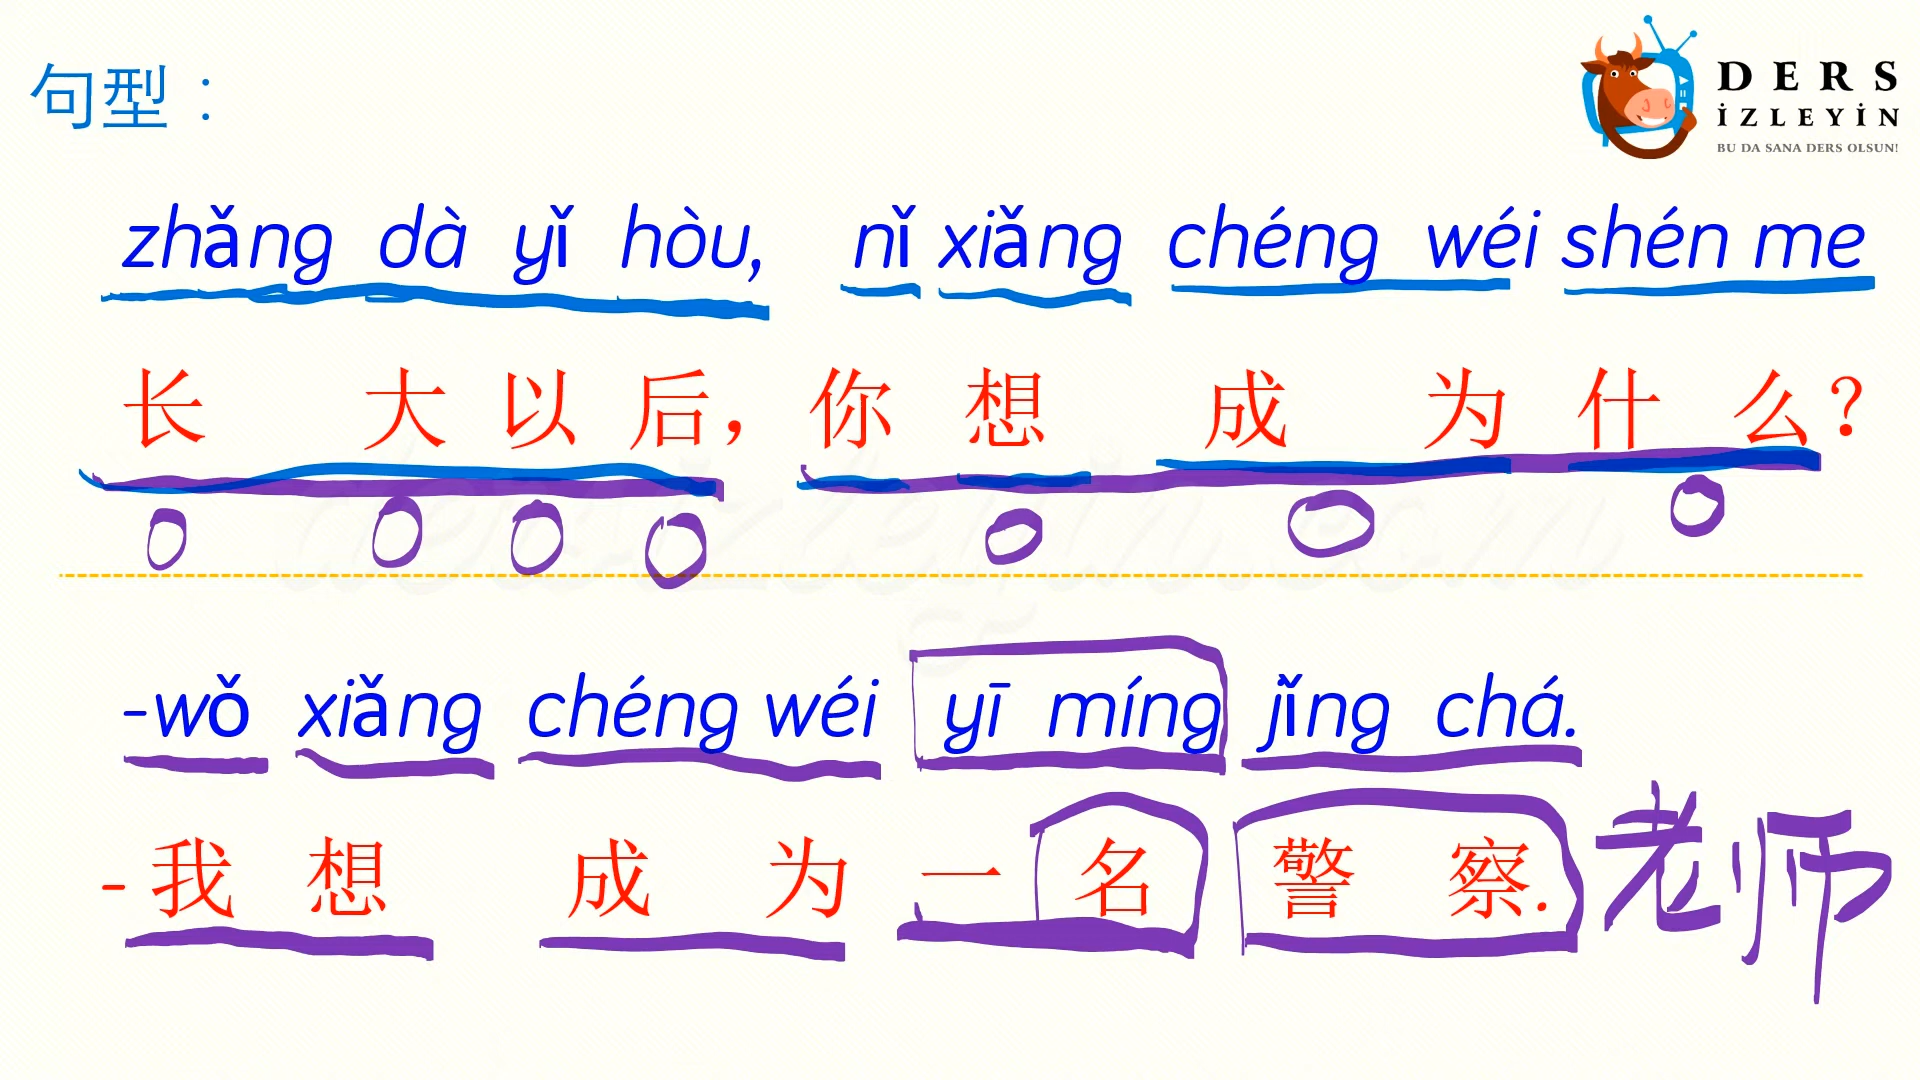 句型：
DERS
İZLEYİN
BU DA SANA DERS OLSUN!
zhǎng dà yǐ hòu, nǐ xiǎng chéng wéi shén me
长 大 以 后，你 想 成 为 什 么？
-wǒ xiǎng chéng wéi yī míng jǐng chá.
- 我 想 成 为 一 名 警 察. 老师